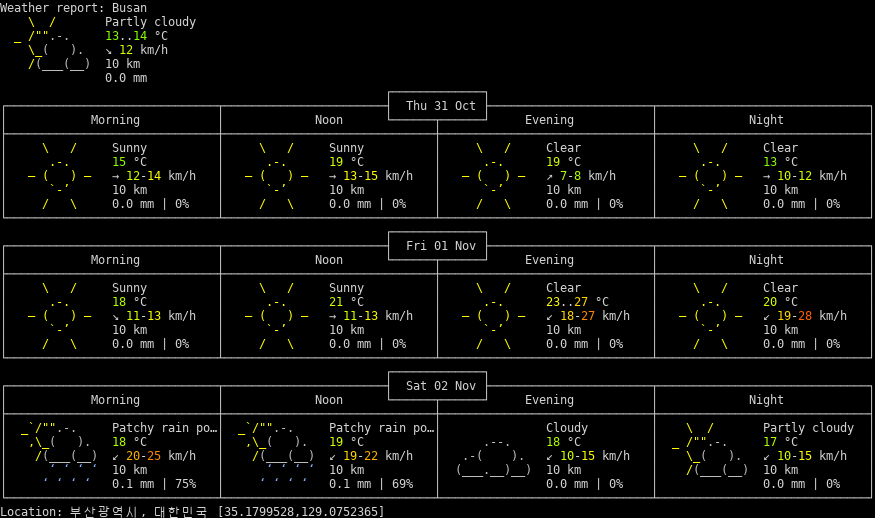 Weather report: Busan
Partly cloudy
13..14 °C
↘ 12 km/h
10 km
0.0 mm
Thu 31 Oct
Morning Noon Evening Night
Sunny Sunny Clear Clear
15 °C 19 °C 19 °C 13 °C
→ 12-14 km/h → 13-15 km/h ↗ 7-8 km/h → 10-12 km/h
10 km 10 km 10 km 10 km
0.0 mm | 0% 0.0 mm | 0% 0.0 mm | 0% 0.0 mm | 0%
Fri 01 Nov
Morning Noon Evening Night
Sunny Sunny Clear Clear
18 °C 21 °C 23..27 °C 20 °C
↘ 11-13 km/h → 11-13 km/h ↙ 18-27 km/h ↙ 19-28 km/h
10 km 10 km 10 km 10 km
0.0 mm | 0% 0.0 mm | 0% 0.0 mm | 0% 0.0 mm | 0%
Sat 02 Nov
Morning Noon Evening Night
Patchy rain po… Patchy rain po… Cloudy Partly cloudy
18 °C 19 °C 18 °C 17 °C
↙ 20-25 km/h ↙ 19-22 km/h ↙ 10-15 km/h ↙ 10-15 km/h
10 km 10 km 10 km 10 km
0.1 mm | 75% 0.1 mm | 69% 0.0 mm | 0% 0.0 mm | 0%
Location: 부산광역시, 대한민국 [35.1799528,129.0752365]